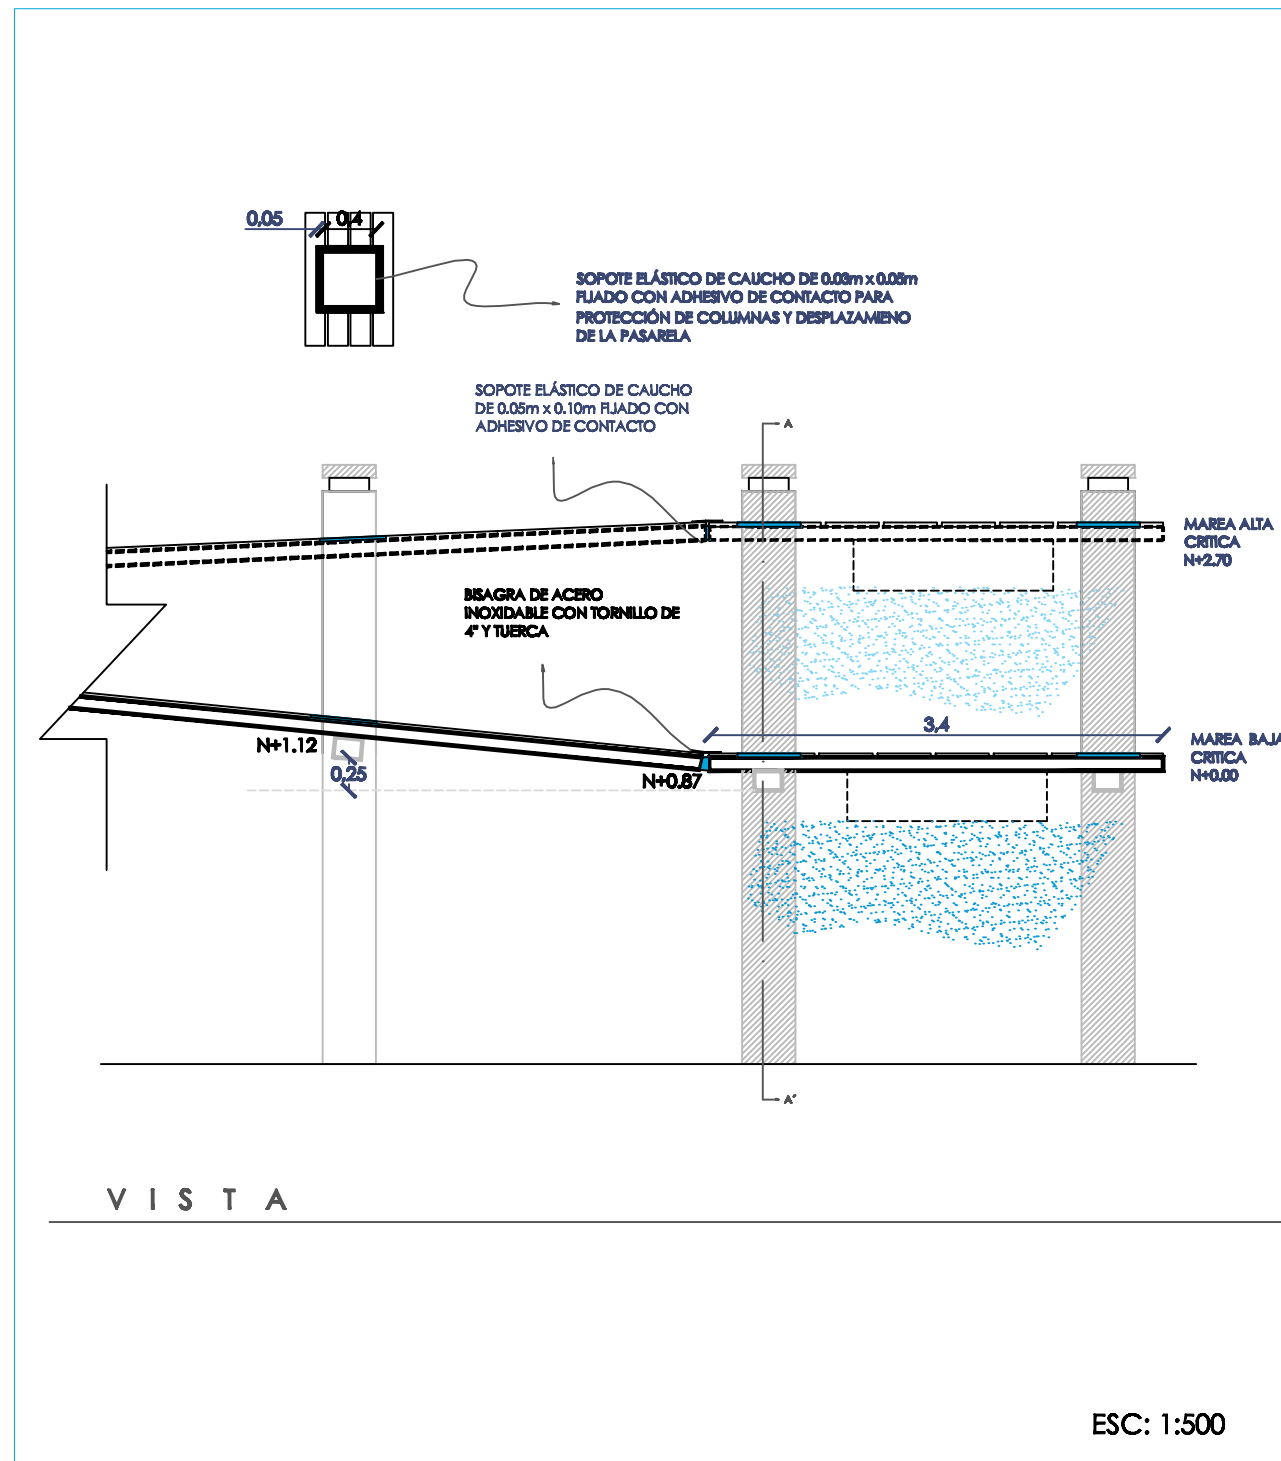 0,05
0.4
SOPOTE ELÁSTICO DE CAUCHO DE 0.03m x 0.05m
FIJADO CON ADHESIVO DE CONTACTO PARA
PROTECCIÓN DE COLUMNAS Y DESPLAZAMIENO
DE LA PASARELA
SOPOTE ELÁSTICO DE CAUCHO
DE 0.05m x 0.10m FIJADO CON
ADHESIVO DE CONTACTO
A
MAREA ALTA
CRITICA
N+2.70
BISAGRA DE ACERO
INOXIDABLE CON TORNILLO DE
4" Y TUERCA
3,4
N+1.12
0,25
N+0.87
MAREA BAJA
CRITICA
N+0.00
A´
VISTA
ESC: 1:500